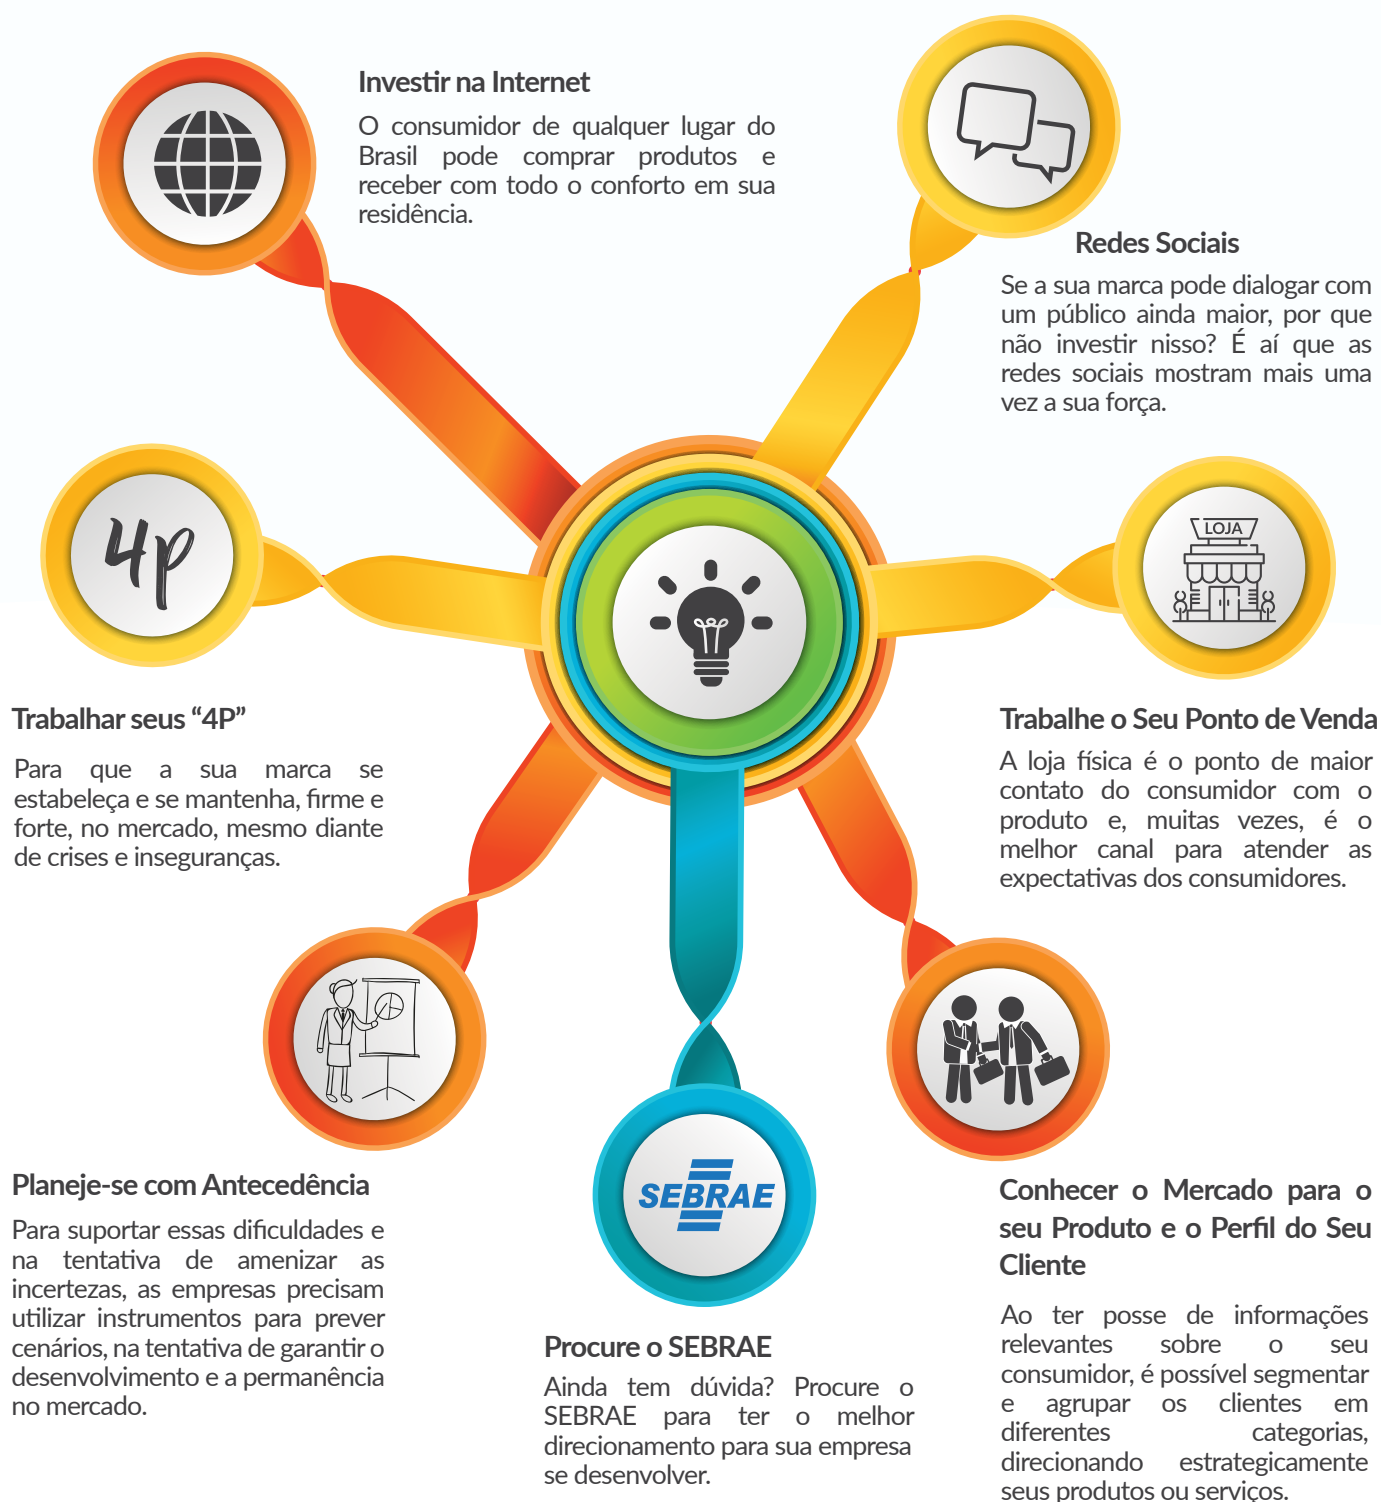 Investir na Internet
O consumidor de qualquer lugar do
Brasil pode comprar produtos e
receber com todo o conforto em sua
residência.
Redes Sociais
Se a sua marca pode dialogar com
um público ainda maior, por que
não investir nisso? É aí que as
redes sociais mostram mais uma
vez a sua força.
4P
LOJA
Trabalhar seus “4P”
Para que a sua marca se
estabeleça e se mantenha, firme e
forte, no mercado, mesmo diante
de crises e inseguranças.
Trabalhe o Seu Ponto de Venda
A loja física é o ponto de maior
contato do consumidor com o
produto e, muitas vezes, é o
melhor canal para atender as
expectativas dos consumidores.
Planeje-se com Antecedência
Para suportar essas dificuldades e
na tentativa de amenizar as
incertezas, as empresas precisam
utilizar instrumentos para prever
cenários, na tentativa de garantir o
desenvolvimento e a permanência
no mercado.
SEBRAE
Procure o SEBRAE
Ainda tem dúvida? Procure o
SEBRAE para ter o melhor
direcionamento para sua empresa
se desenvolver.
Conhecer o Mercado para o
seu Produto e o Perfil do Seu
Cliente
Ao ter posse de informações
relevantes sobre o seu
consumidor, é possível segmentar
e agrupar os clientes em
diferentes categorias,
direcionando estrategicamente
seus produtos ou serviços.